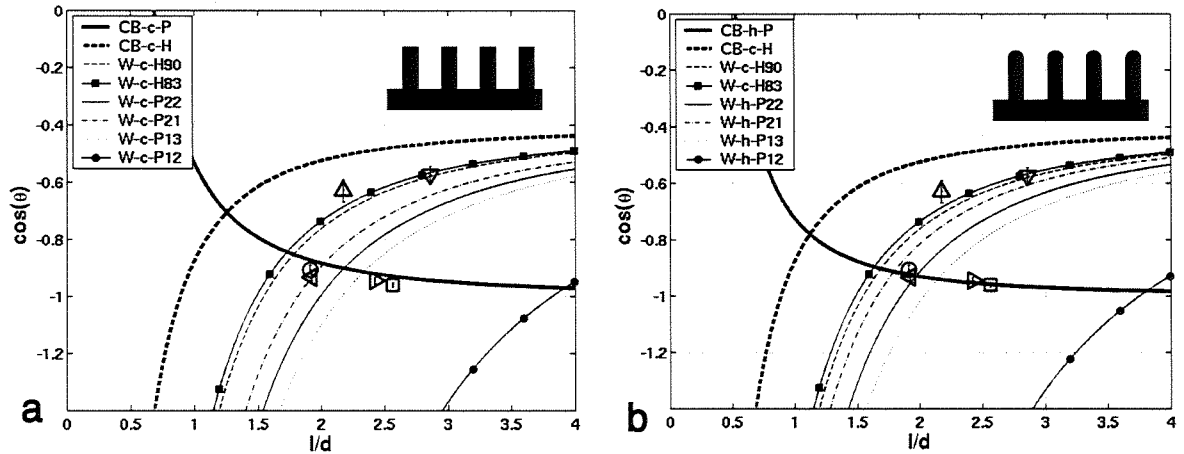 CB-c-P
CB-c-H
W-c-H90
W-c-H83
W-c-P22
W-c-P21
W-c-P13
W-c-P12
0
-0.2
-0.4
-0.6
-0.8
-1
-1.2
cos(θ)
0 0.5 1 1.5 2 2.5 3 3.5 4
l/d
a
CB-h-P
CB-c-H
W-c-H90
W-c-H83
W-h-P22
W-h-P21
W-h-P13
W-h-P12
0
-0.2
-0.4
-0.6
-0.8
-1
-1.2
cos(θ)
0 0.5 1 1.5 2 2.5 3 3.5 4
l/d
b